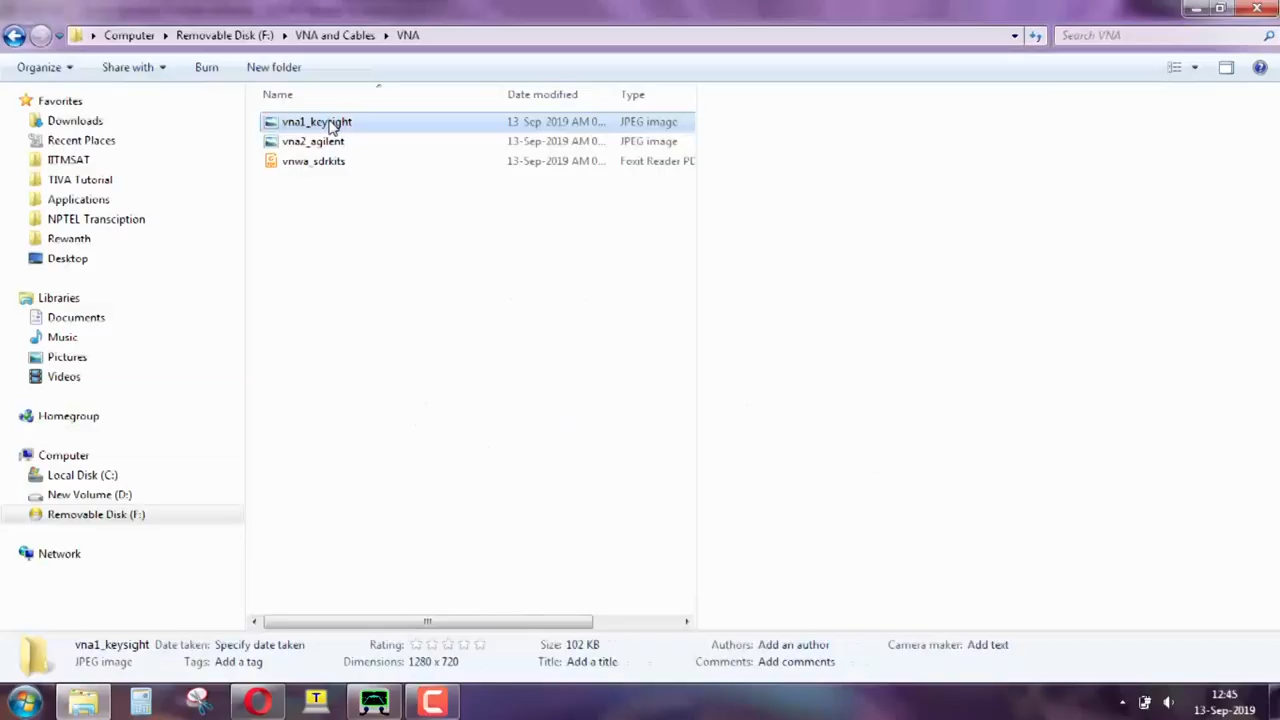 Computer Removable Disk (F:) VNA and Cables VNA Search VNA
Organize Share with Burn New folder
Name Date modified Type
Favorites
Downloads
Recent Places
IITMSAT
TIVA Tutorial
Applications
NPTEL Transciption
Rewanth
Desktop
Libraries
Documents
Music
Pictures
Videos
Homegroup
Computer
Local Disk (C:)
New Volume (D:)
Removable Disk (F:)
Network
vna1_keysight 13-Sep-2019 AM 0... JPEG image
vna2_agilent 13-Sep-2019 AM 0... JPEG image
vnwa_sdrkits 13-Sep-2019 AM 0... Foxit Reader PD
vna1_keysight Date taken: Specify date taken Rating: Size: 102 KB Authors: Add an author Camera maker: Add text
JPEG image Tags: Add a tag Dimensions: 1280 x 720 Title: Add a title Comments: Add comments
T
12:45
13-Sep-2019